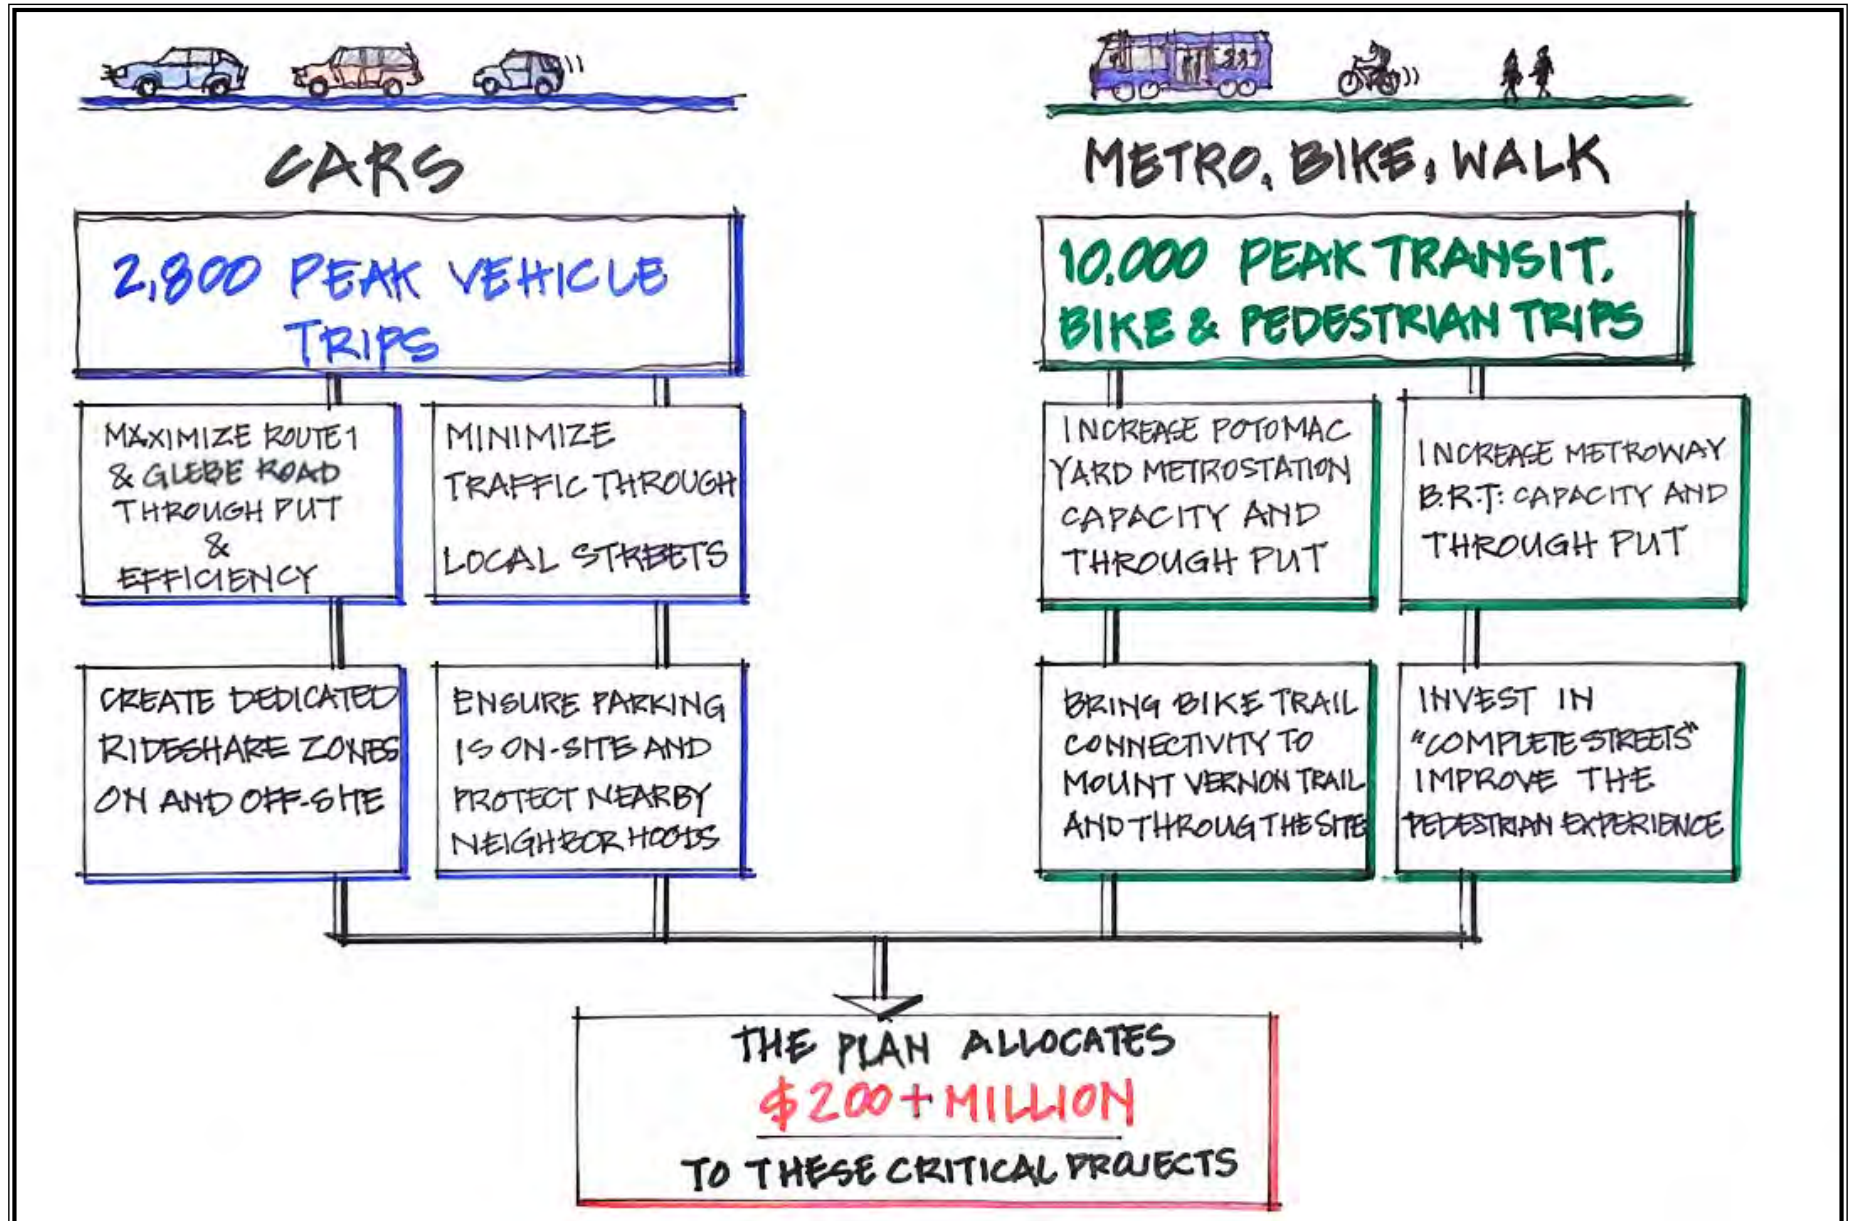 CARS
2,800 PEAK VEHICLE
TRIPS
MAXIMIZE ROUTE 1
& GLEBE ROAD
THROUGH PUT
&
EFFICIENCY
MINIMIZE
TRAFFIC THROUGH
LOCAL STREETS
CREATE DEDICATED
RIDESHARE ZONES
ON AND OFF-SITE
ENSURE PARKING
IS ON-SITE AND
PROTECT NEARBY
NEIGHBORHOODS
METRO, BIKE, WALK
10,000 PEAK TRANSIT,
BIKE & PEDESTRIAN TRIPS
INCREASE POTOMAC
YARD METROSTATION
CAPACITY AND
THROUGH PUT
INCREASE METROWAY
B.R.T: CAPACITY AND
THROUGH PUT
BRING BIKE TRAIL
CONNECTIVITY TO
MOUNT VERNON TRAIL
AND THROUG THE SITE
INVEST IN
"COMPLETE STREETS"
IMPROVE THE
PEDESTRIAN EXPERIENCE
THE PLAN ALLOCATES
$200+ MILLION
TO THESE CRITICAL PROJECTS